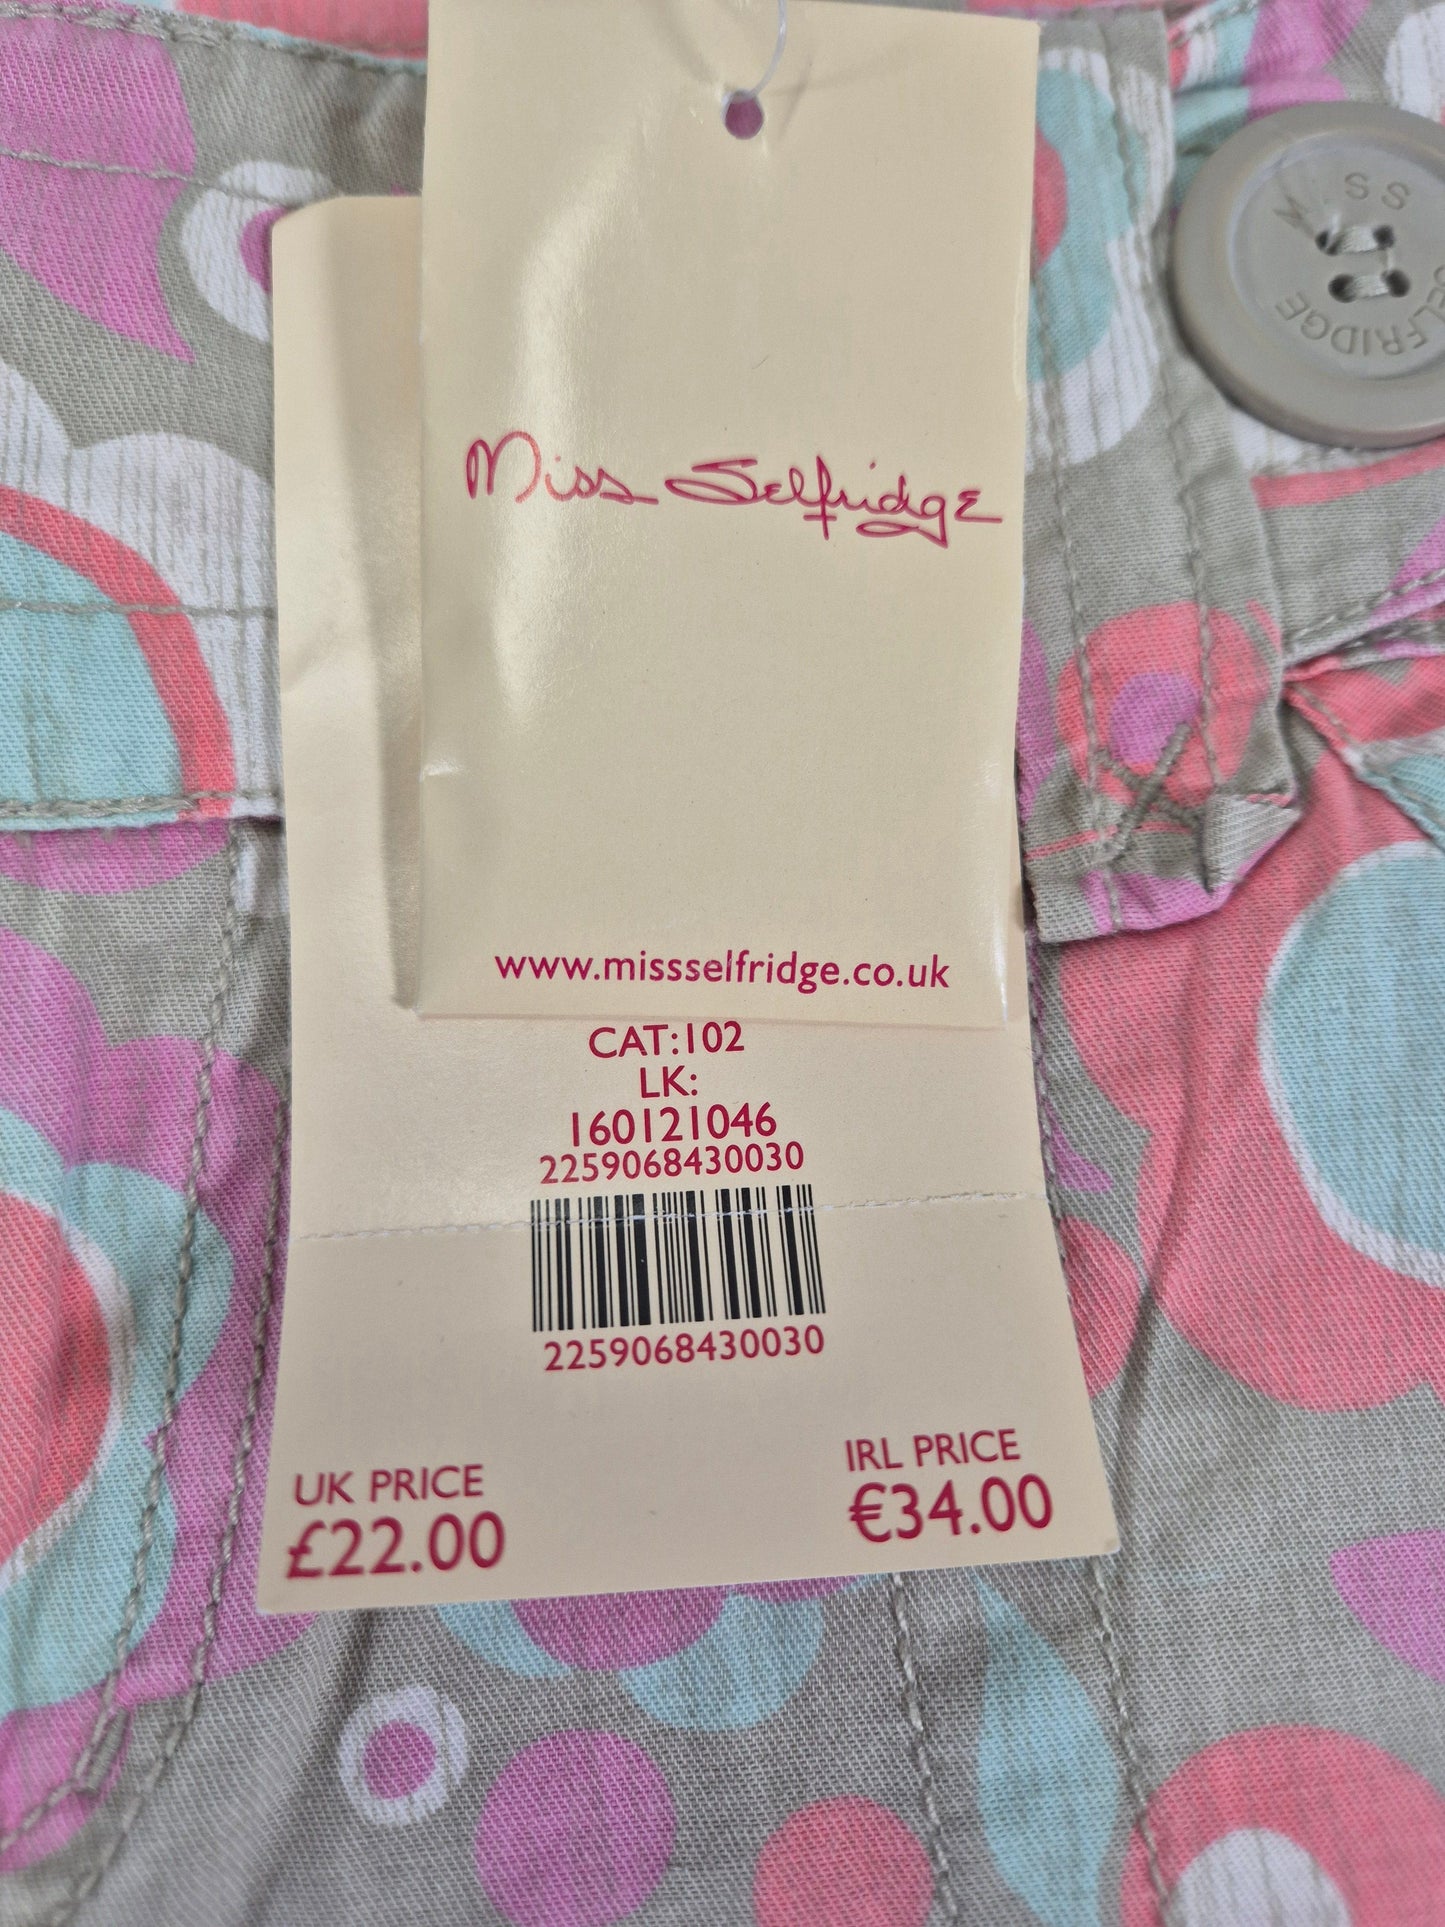 MISS
SELFRIDGE
Miss Selfridge
www.missselfridge.co.uk
CAT:102
LK:
160121046
2259068430030
2259068430030
UK PRICE
£22.00
IRL PRICE
€34.00